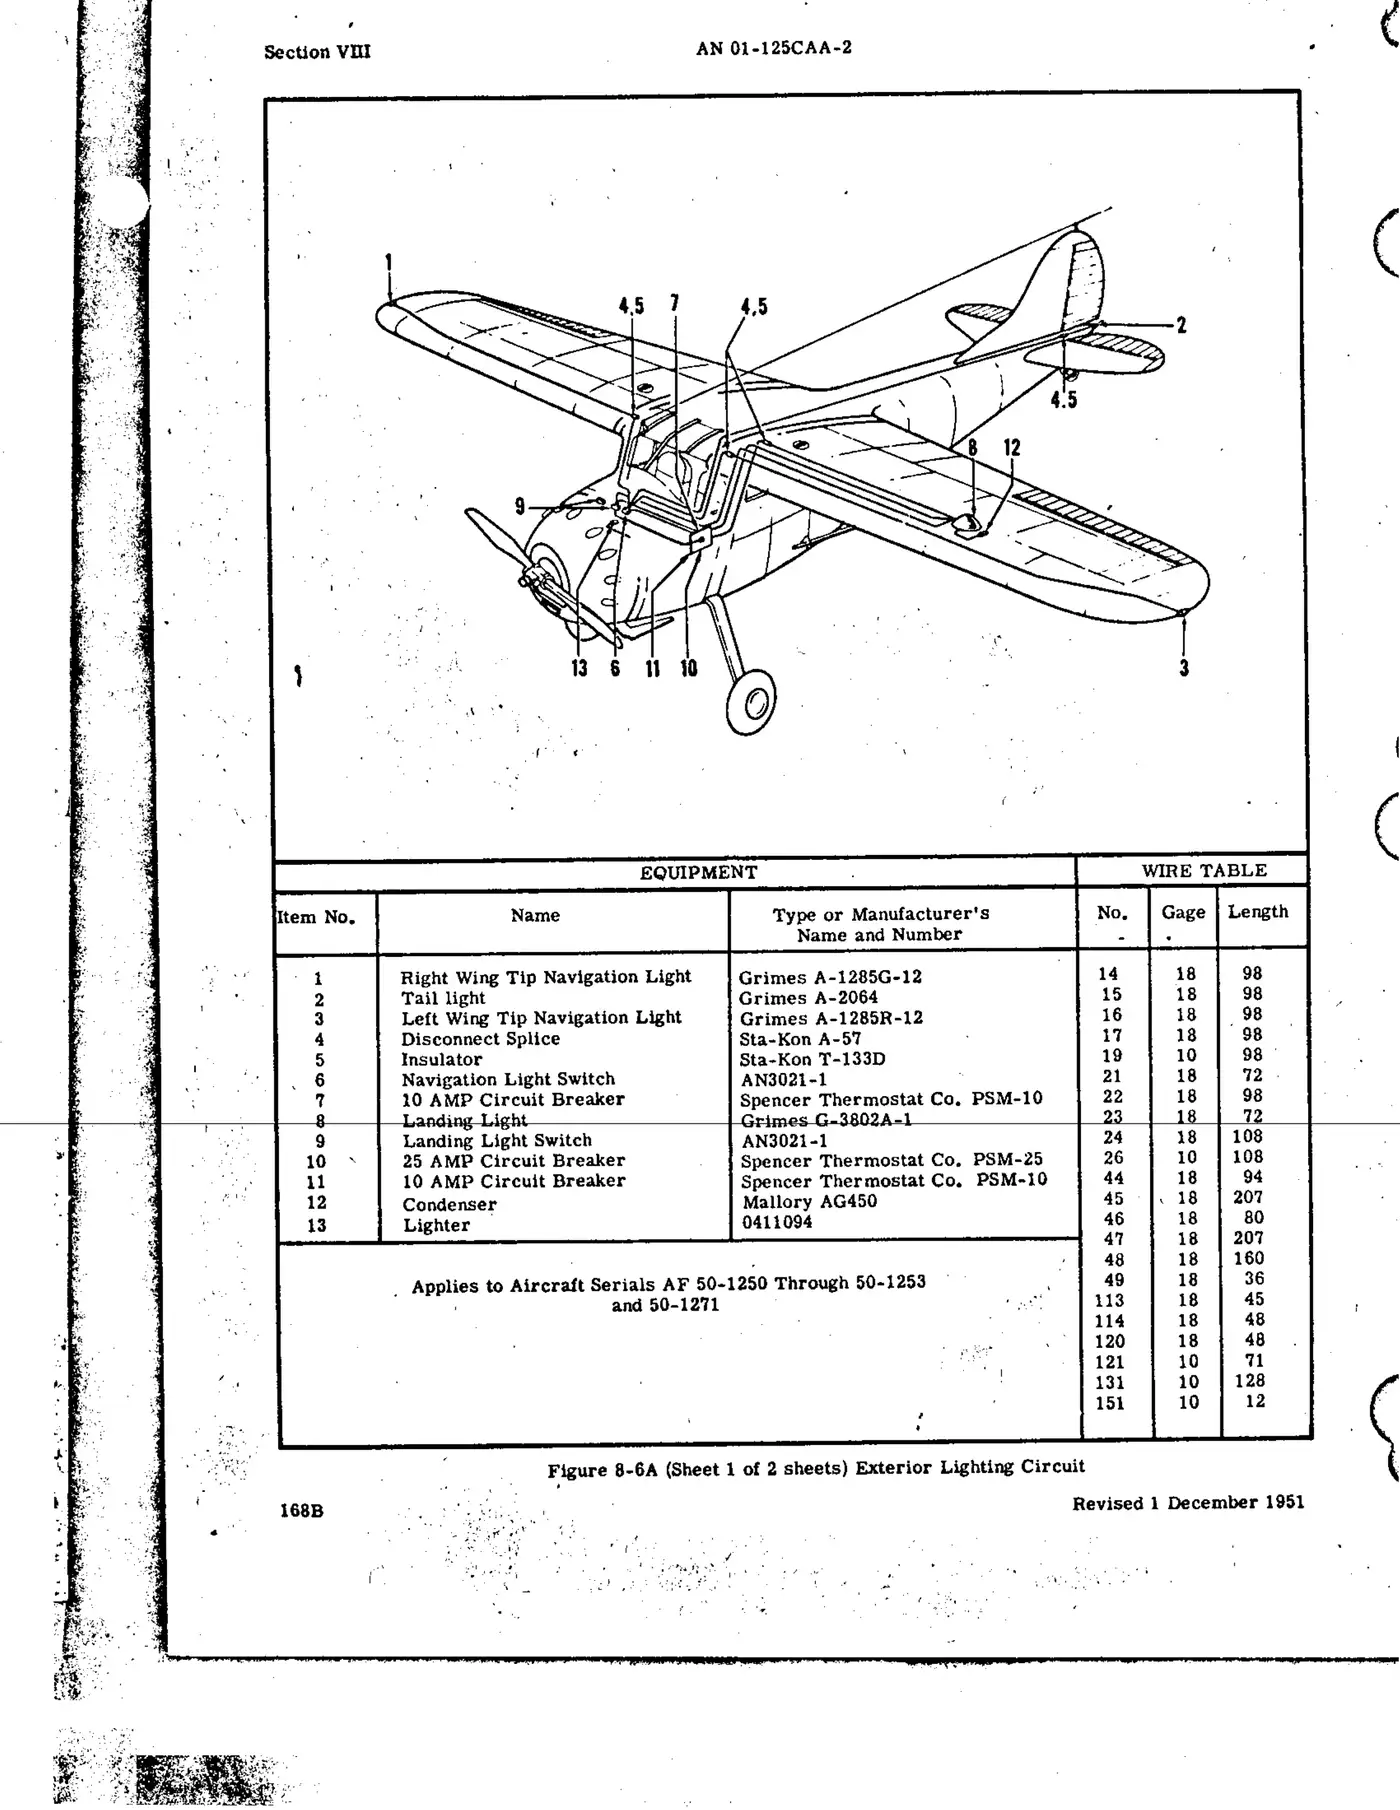 Section VIII
AN 01-125CAA-2
1
4,5
7
4,5
2
4.5
8
12
9
13
6
11
10
3
EQUIPMENT
WIRE TABLE
Item No.
Name
Type or Manufacturer's
Name and Number
No.
Gage
Length
1 Right Wing Tip Navigation Light Grimes A-1285G-12 14 18 98
2 Tail light Grimes A-2064 15 18 98
3 Left Wing Tip Navigation Light Grimes A-1285R-12 16 18 98
4 Disconnect Splice Sta-Kon A-57 17 18 98
5 Insulator Sta-Kon T-133D 19 10 98
6 Navigation Light Switch AN3021-1 21 18 72
7 10 AMP Circuit Breaker Spencer Thermostat Co. PSM-10 22 18 98
8 Landing Light Grimes G-3802A-1 23 18 72
9 Landing Light Switch AN3021-1 24 18 108
10 25 AMP Circuit Breaker Spencer Thermostat Co. PSM-25 26 10 108
11 10 AMP Circuit Breaker Spencer Thermostat Co. PSM-10 44 18 94
12 Condenser Mallory AG450 45 18 207
13 Lighter 0411094 46 18 80
47 18 207
48 18 160
49 18 36
113 18 45
114 18 48
120 18 48
121 10 71
131 10 128
151 10 12
Applies to Aircraft Serials AF 50-1250 Through 50-1253
and 50-1271
Figure 8-6A (Sheet 1 of 2 sheets) Exterior Lighting Circuit
168B
Revised 1 December 1951